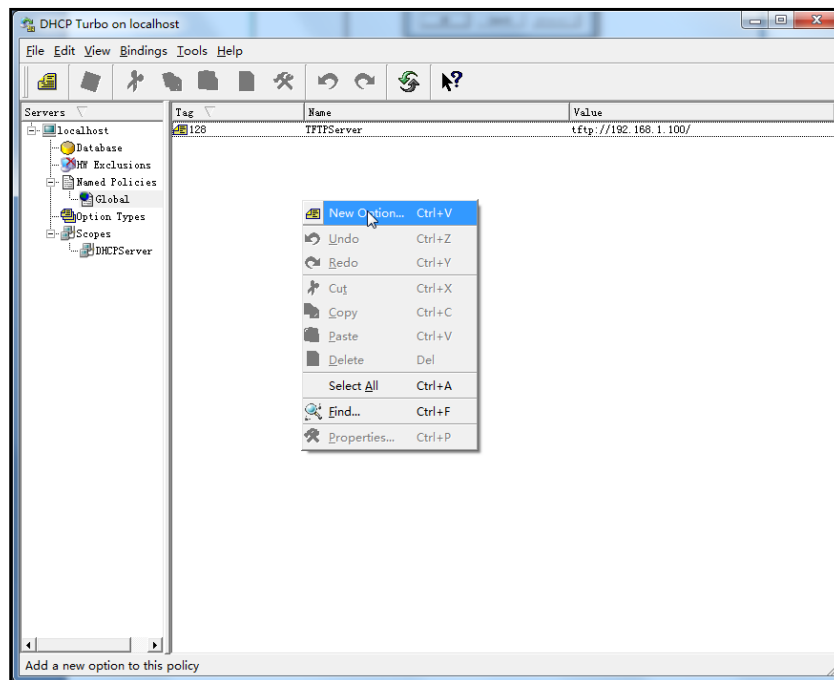 DHCP Turbo on localhost
File Edit View Bindings Tools Help
Servers
Tag Name Value
localhost
128 TFTPServer tftp://192.168.1.100/
Database
HW Exclusions
Named Policies
Global
Option Types
Scopes
DHCPServer
New Option... Ctrl+V
Undo Ctrl+Z
Redo Ctrl+Y
Cut Ctrl+X
Copy Ctrl+C
Paste Ctrl+V
Delete Del
Select All Ctrl+A
Find... Ctrl+F
Properties... Ctrl+P
Add a new option to this policy